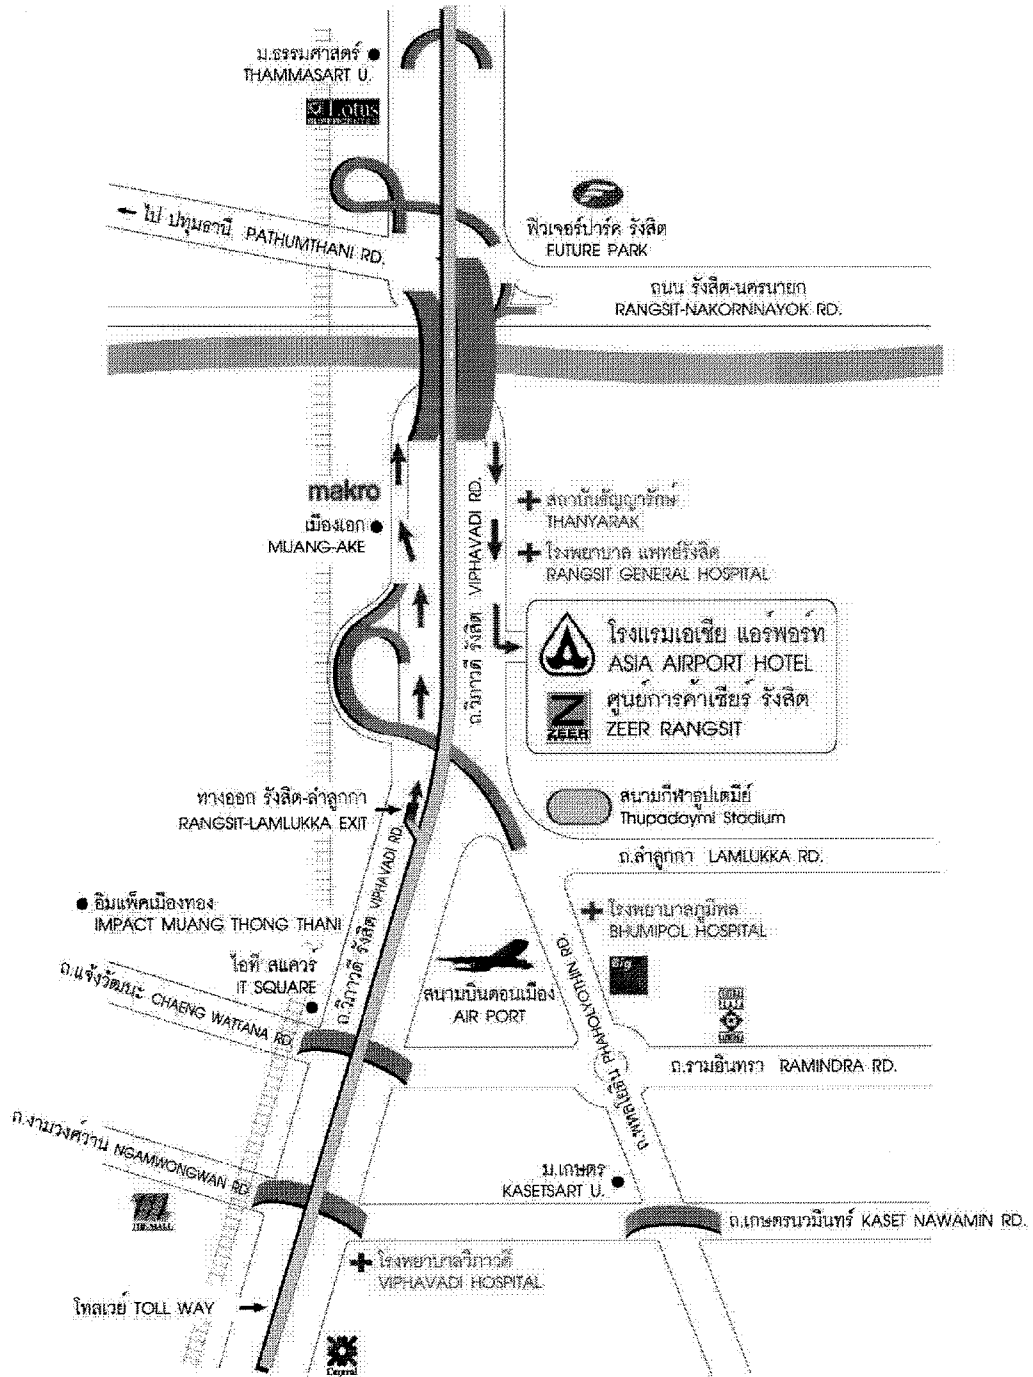 ม.ธรรมศาสตร์
THAMMASART U.
Lotus
← ไป ปทุมธานี PATHUMTHANI RD.
ฟิวเจอร์ปาร์ค รังสิต
FUTURE PARK
ถนน รังสิต-นครนายก
RANGSIT-NAKORNNAYOK RD.
makro
เมืองเอก
MUANG-AKE
ถ.วิภาวดี รังสิต VIPHAVADI RD.
สถาบันธัญญารักษ์
THANYARAK
โรงพยาบาล แพทย์รังสิต
RANGSIT GENERAL HOSPITAL
โรงแรมเอเชีย แอร์พอร์ท
ASIA AIRPORT HOTEL
Z
ZEER
ศูนย์การค้าเซียร์ รังสิต
ZEER RANGSIT
ทางออก รังสิต-ลำลูกกา
RANGSIT-LAMLUKKA EXIT
สนามกีฬาธูปเตมีย์
Thupadaymi Stadium
ถ.ลำลูกกา LAMLUKKA RD.
ถ.วิภาวดี รังสิต VIPHAVADI RD.
อิมแพ็คเมืองทอง
IMPACT MUANG THONG THANI
โรงพยาบาลภูมิพล
BHUMIPOL HOSPITAL
Big
ไอที สแควร์
IT SQUARE
สนามบินดอนเมือง
AIR PORT
ถ.แจ้งวัฒนะ CHAENG WATTANA RD.
ถ.พหลโยธิน PHAHOLYOTHIN RD.
ถ.รามอินทรา RAMINDRA RD.
ถ.งามวงศ์วาน NGAMWONGWAN RD.
ม.เกษตร
KASETSART U.
THE MALL
ถ.เกษตรนวมินทร์ KASET NAWAMIN RD.
โรงพยาบาลวิภาวดี
VIPHAVADI HOSPITAL
โทลเวย์ TOLL WAY
Central